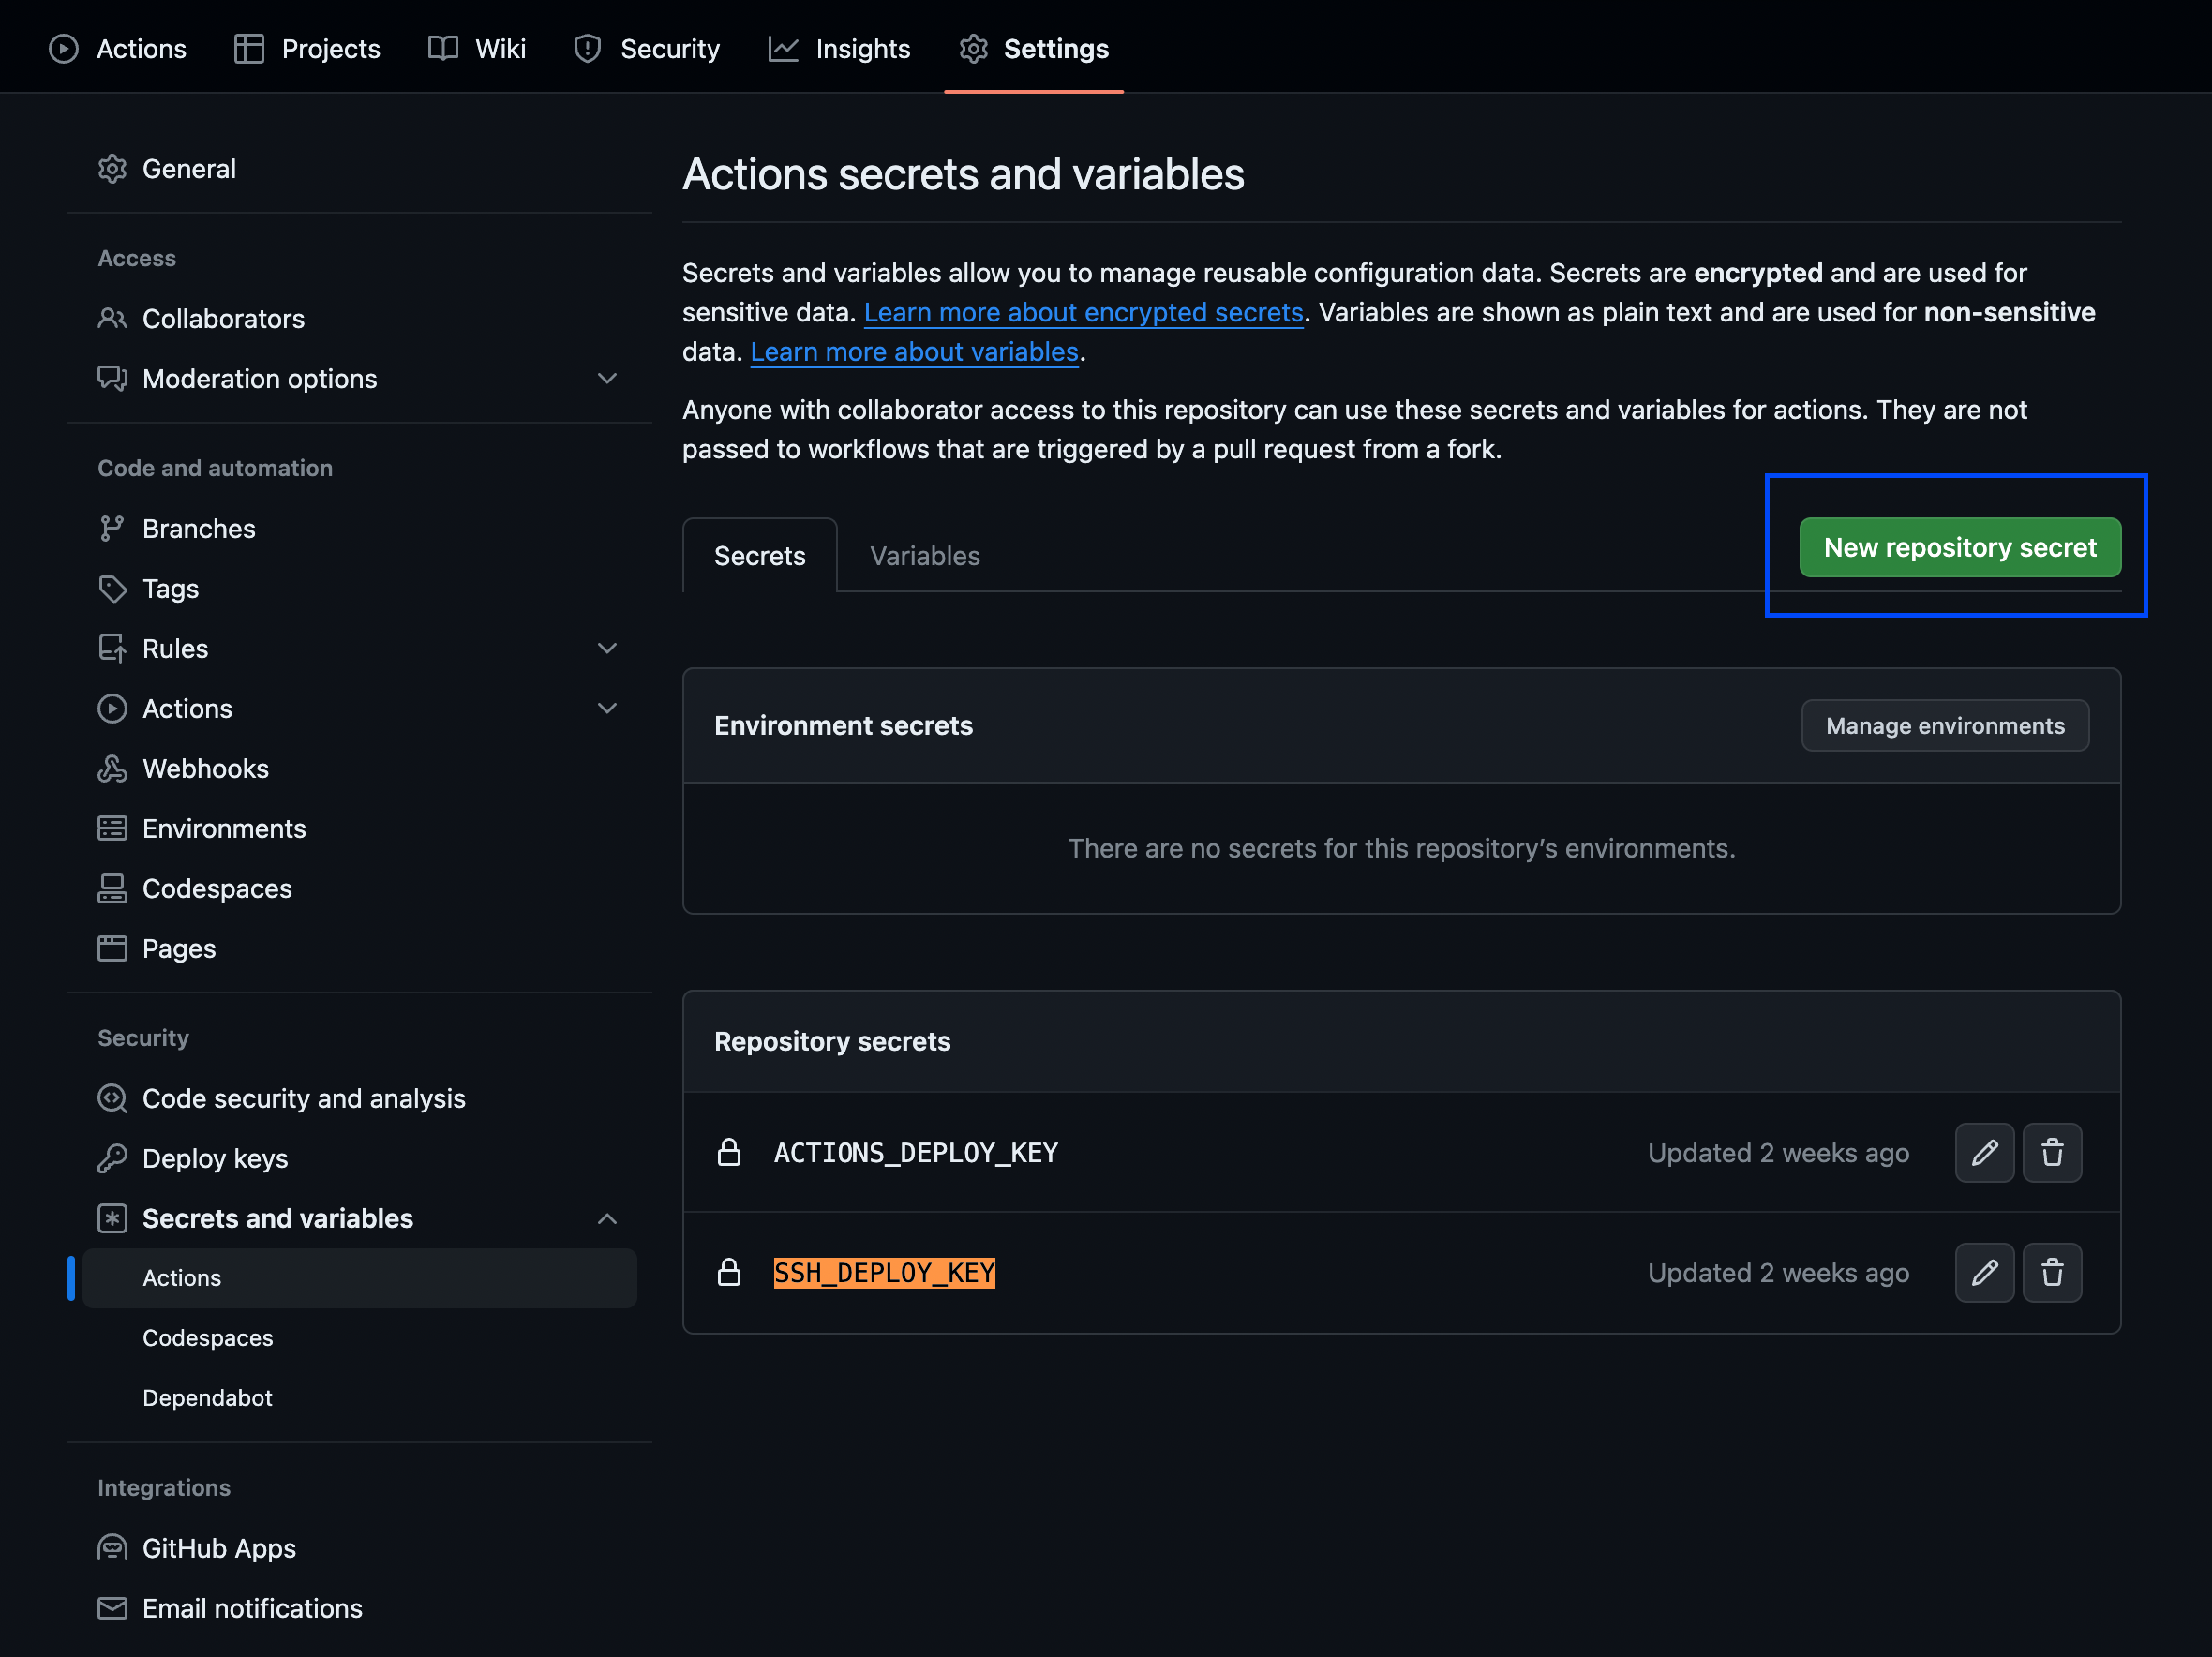 Actions Projects Wiki Security Insights Settings
General
Access
Collaborators
Moderation options
Code and automation
Branches
Tags
Rules
Actions
Webhooks
Environments
Codespaces
Pages
Security
Code security and analysis
Deploy keys
Secrets and variables
Actions
Codespaces
Dependabot
Integrations
GitHub Apps
Email notifications
Actions secrets and variables
Secrets and variables allow you to manage reusable configuration data. Secrets are encrypted and are used for
sensitive data. Learn more about encrypted secrets. Variables are shown as plain text and are used for non-sensitive
data. Learn more about variables.
Anyone with collaborator access to this repository can use these secrets and variables for actions. They are not
passed to workflows that are triggered by a pull request from a fork.
Secrets Variables New repository secret
Environment secrets Manage environments
There are no secrets for this repository’s environments.
Repository secrets
ACTIONS_DEPLOY_KEY Updated 2 weeks ago
SSH_DEPLOY_KEY Updated 2 weeks ago